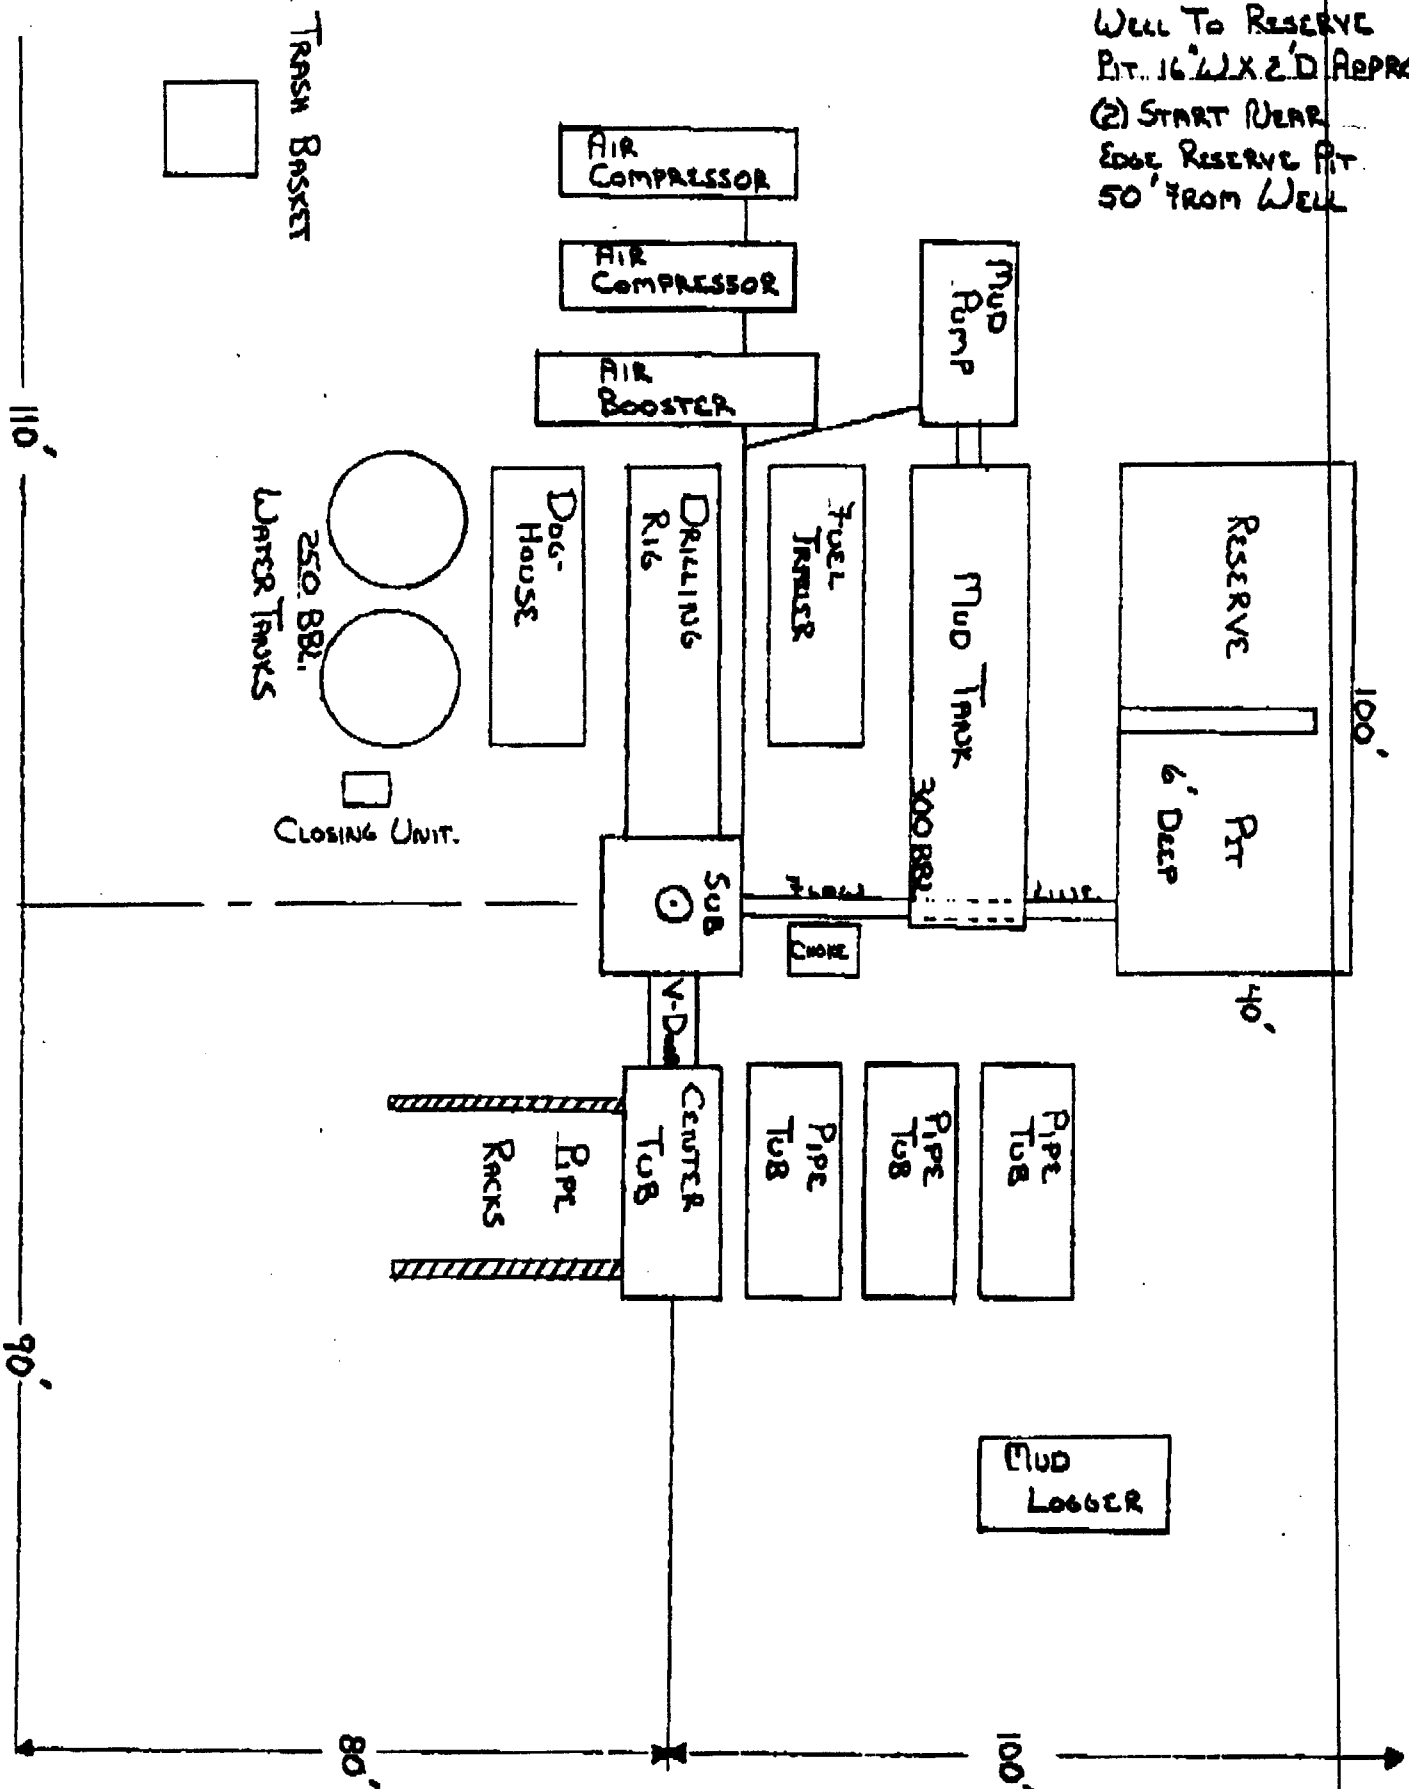 WELL TO RESERVE
PIT. 16"W X 2'D APPRO
(2) START NEAR
EDGE RESERVE PIT
50' FROM WELL
TRASH BASKET
AIR
COMPRESSOR
AIR
COMPRESSOR
AIR
BOOSTER
MUD
PUMP
110'
250 BBL.
WATER TANKS
DOG-
HOUSE
DRILLING
RIG
FUEL
TRAILER
MUD TANK
300 BBL
RESERVE PIT
6' DEEP
100'
40'
CLOSING UNIT.
SUB
FLOW LINE
CHOKE
V-DOOR
CENTER
TUB
PIPE
RACKS
PIPE
TUB
PIPE
TUB
PIPE
TUB
90'
MUD
LOGGER
80'
100'